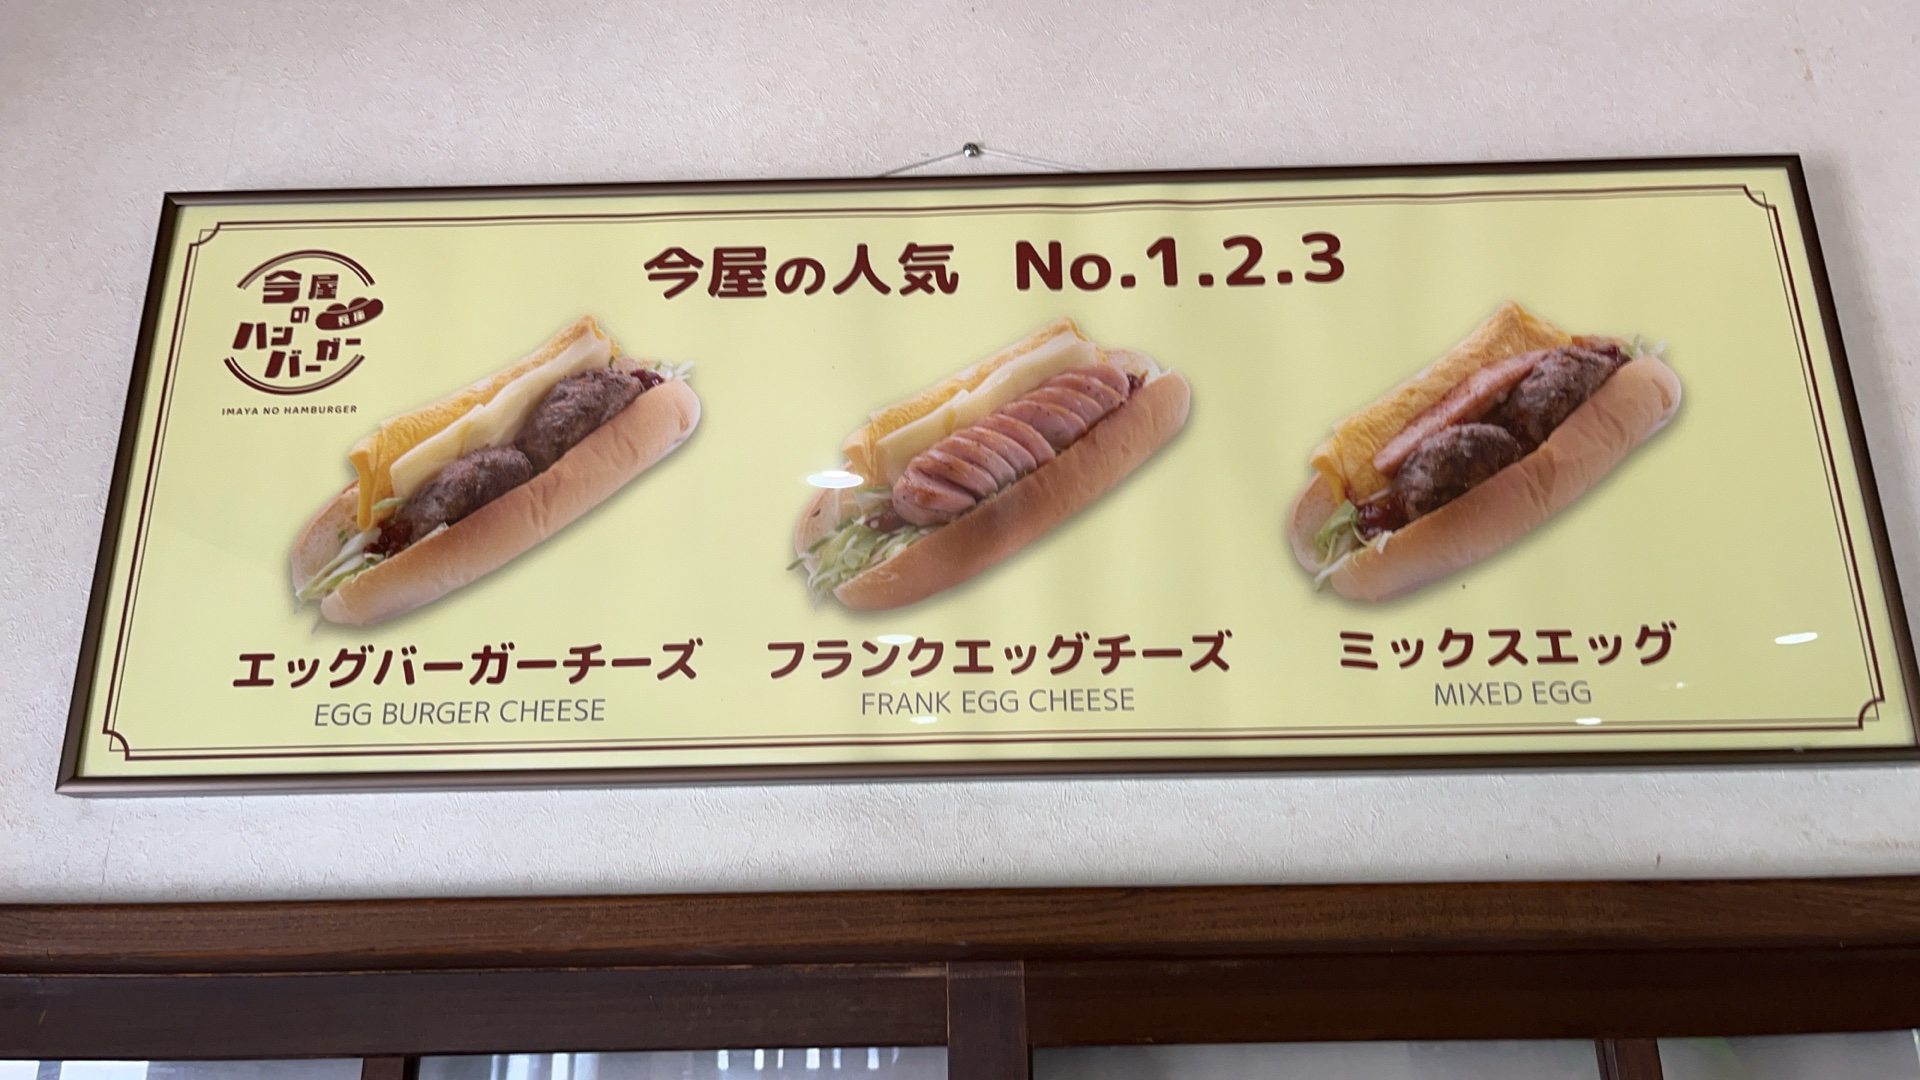 今屋の人気 No.1.2.3
今屋
の
ハン
バーガー
IMAYA NO HAMBURGER
エッグバーガーチーズ
EGG BURGER CHEESE
フランクエッグチーズ
FRANK EGG CHEESE
ミックスエッグ
MIXED EGG